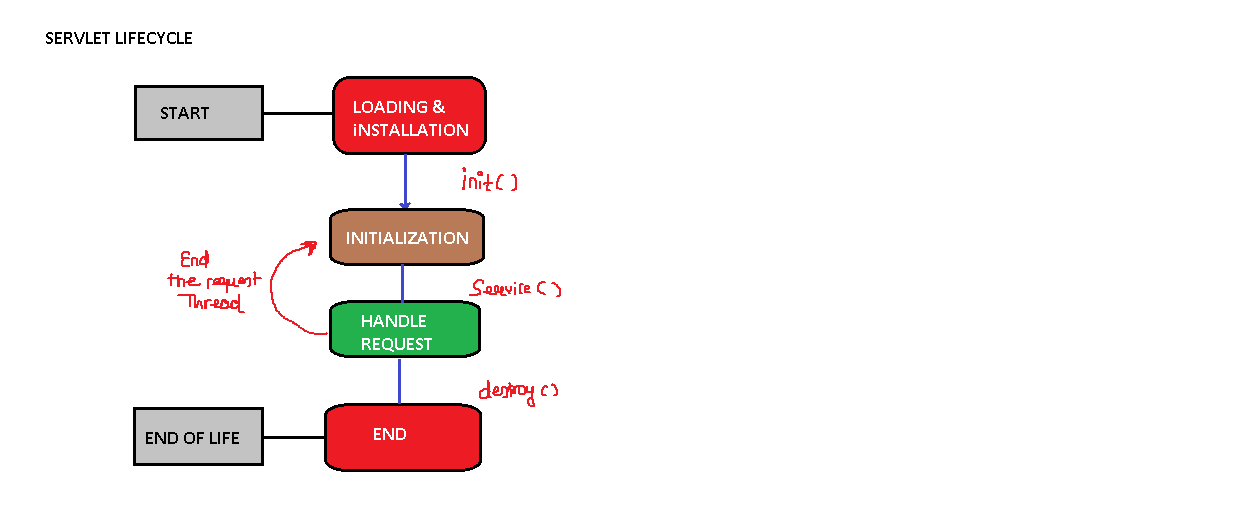 SERVLET LIFECYCLE
START
LOADING &
iNSTALLATION
init( )
INITIALIZATION
End
the request
Thread
Service ( )
HANDLE
REQUEST
destroy ( )
END OF LIFE
END